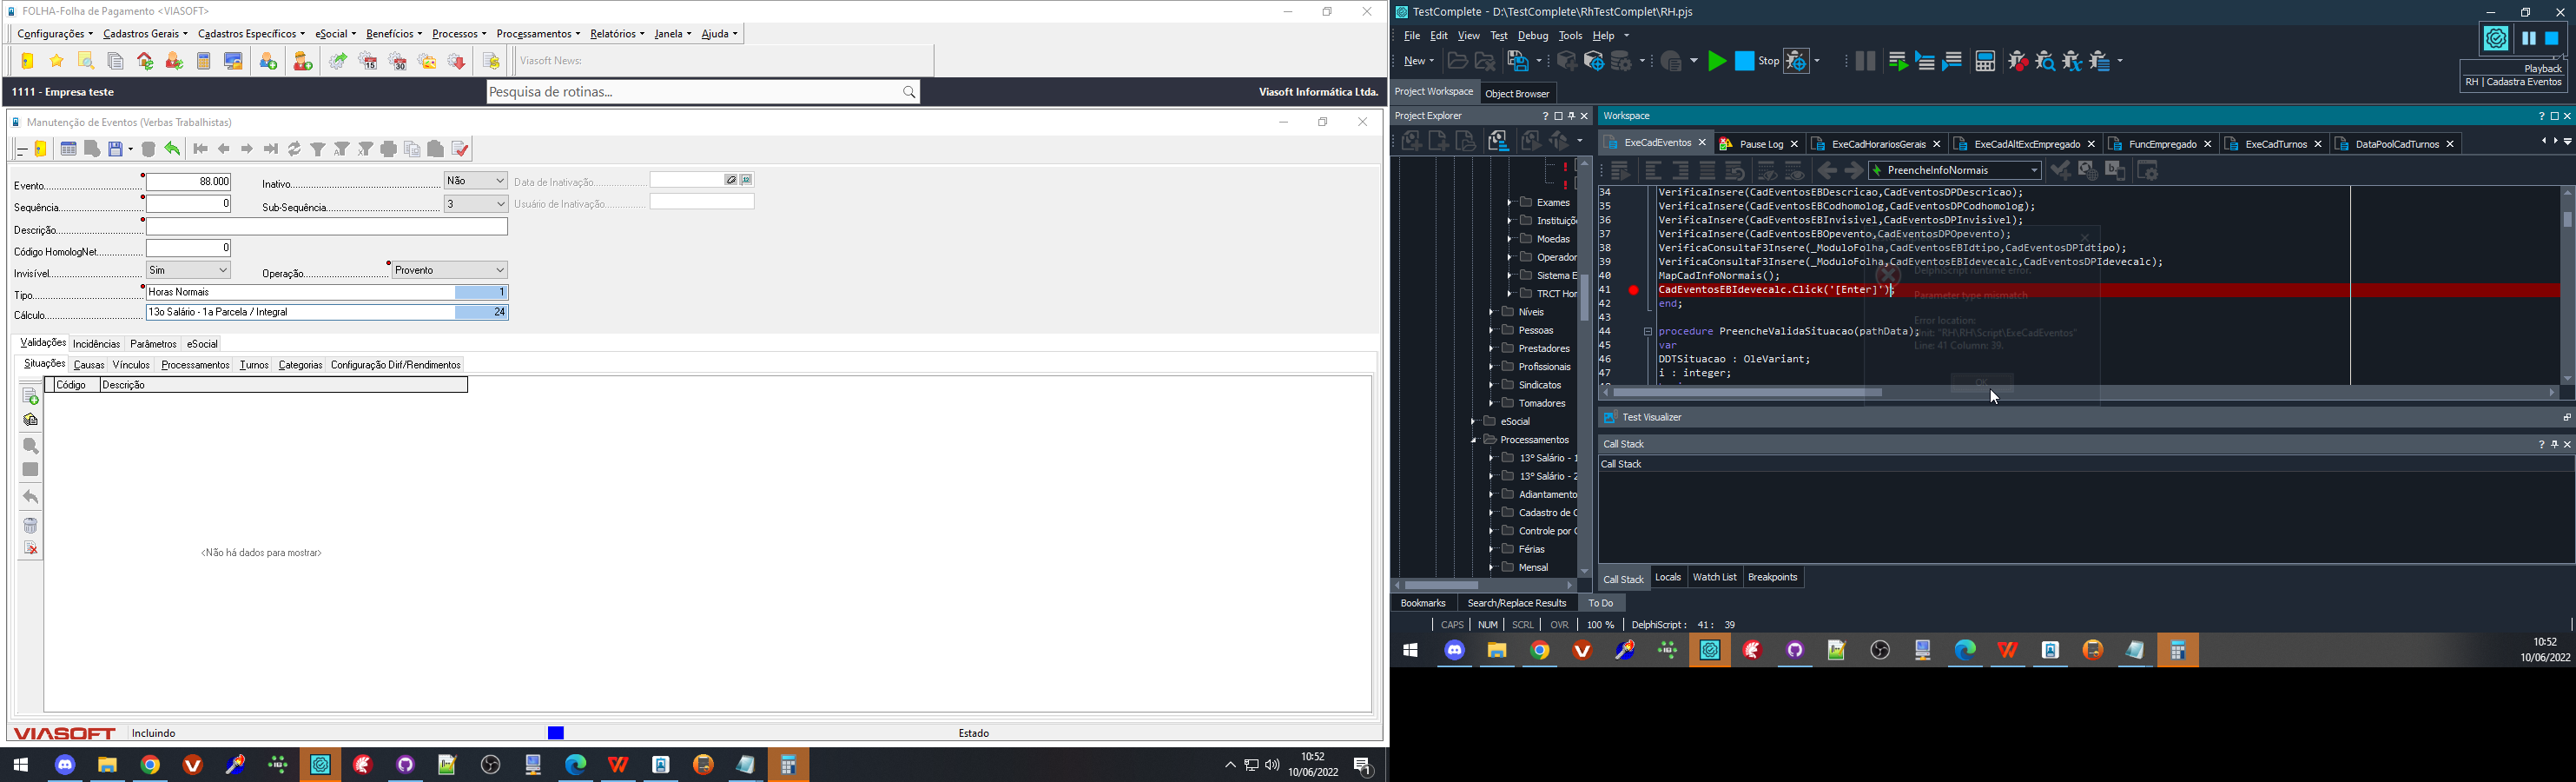 FOLHA-Folha de Pagamento <VIASOFT>
Configurações Cadastros Gerais Cadastros Específicos eSocial Benefícios Processos Processamentos Relatórios Janela Ajuda
15 30
Viasoft News:
1111 - Empresa teste
Pesquisa de rotinas...
Viasoft Informática Ltda.
Manutenção de Eventos (Verbas Trabalhistas)
Evento 88.000 Inativo Não Data de Inativação
Sequência 0 Sub-Sequência 3 Usuário de Inativação
Descrição
Código HomologNet 0
Invisível Sim Operação Provento
Tipo Horas Normais 1
Cálculo 13o Salário - 1a Parcela / Integral 24
Validações Incidências Parâmetros eSocial
Situações Causas Vínculos Processamentos Turnos Categorias Configuração Dirf/Rendimentos
Código Descrição
<Não há dados para mostrar>
VIASOFT Incluindo Estado
10:52
10/06/2022
1
TestComplete - D:\TestComplete\RhTestComplet\RH.pjs
File Edit View Test Debug Tools Help
New Stop
Playback
RH | Cadastra Eventos
Project Workspace Object Browser
Project Explorer
Workspace
ExeCadEventos Pause Log ExeCadHorariosGerais ExeCadAltExcEmpregado FuncEmpregado ExeCadTurnos DataPoolCadTurnos
PreencheInfoNormais
Exames
Instituiçõ
Moedas
Operador
Sistema E
TRCT Hor
Níveis
Pessoas
Prestadores
Profissionais
Sindicatos
Tomadores
eSocial
Processamentos
13º Salário - 1
13º Salário - 2
Adiantamento
Cadastro de C
Controle por C
Férias
Mensal
34 VerificaInsere(CadEventosEBDescricao,CadEventosDPDescricao);
35 VerificaInsere(CadEventosEBCodhomolog,CadEventosDPCodhomolog);
36 VerificaInsere(CadEventosEBInvisivel,CadEventosDPInvisivel);
37 VerificaInsere(CadEventosEBOpevento,CadEventosDPOpevento);
38 VerificaConsultaF3Insere(_ModuloFolha,CadEventosEBIdtipo,CadEventosDPIdtipo);
39 VerificaConsultaF3Insere(_ModuloFolha,CadEventosEBIdevecalc,CadEventosDPIdevecalc);
40 MapCadInfoNormais();
41 CadEventosEBIdevecalc.Click('[Enter]');
42 end;
43
44 procedure PreencheValidaSituacao(pathData);
45 var
46 DDTSituacao : OleVariant;
47 i : integer;
DelphiScript runtime error.
Parameter type mismatch
Error location:
Unit: "RH\RH\Script\ExeCadEventos"
Line: 41 Column: 39.
OK
Test Visualizer
Call Stack
Call Stack
Call Stack Locals Watch List Breakpoints
Bookmarks Search/Replace Results To Do
CAPS NUM SCRL OVR 100 % DelphiScript: 41: 39
10:52
10/06/2022